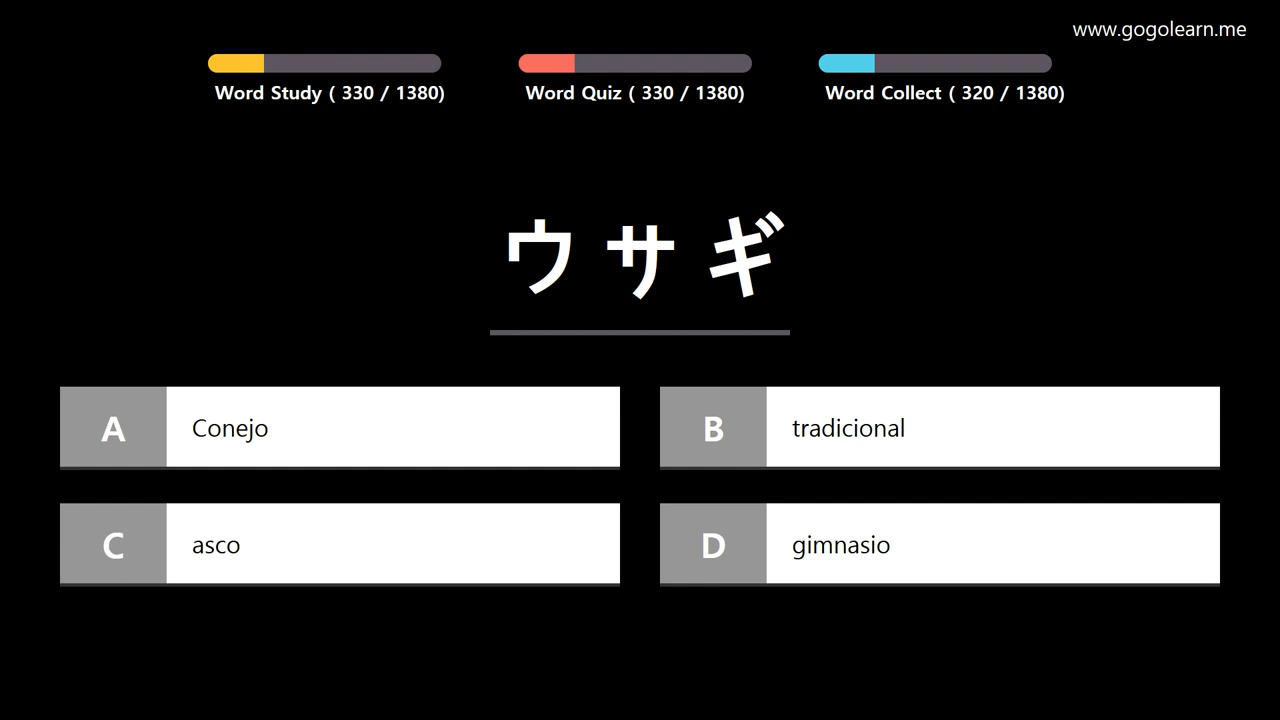 www.gogolearn.me
Word Study ( 330 / 1380)
Word Quiz ( 330 / 1380)
Word Collect ( 320 / 1380)
ウサギ
A Conejo
B tradicional
C asco
D gimnasio